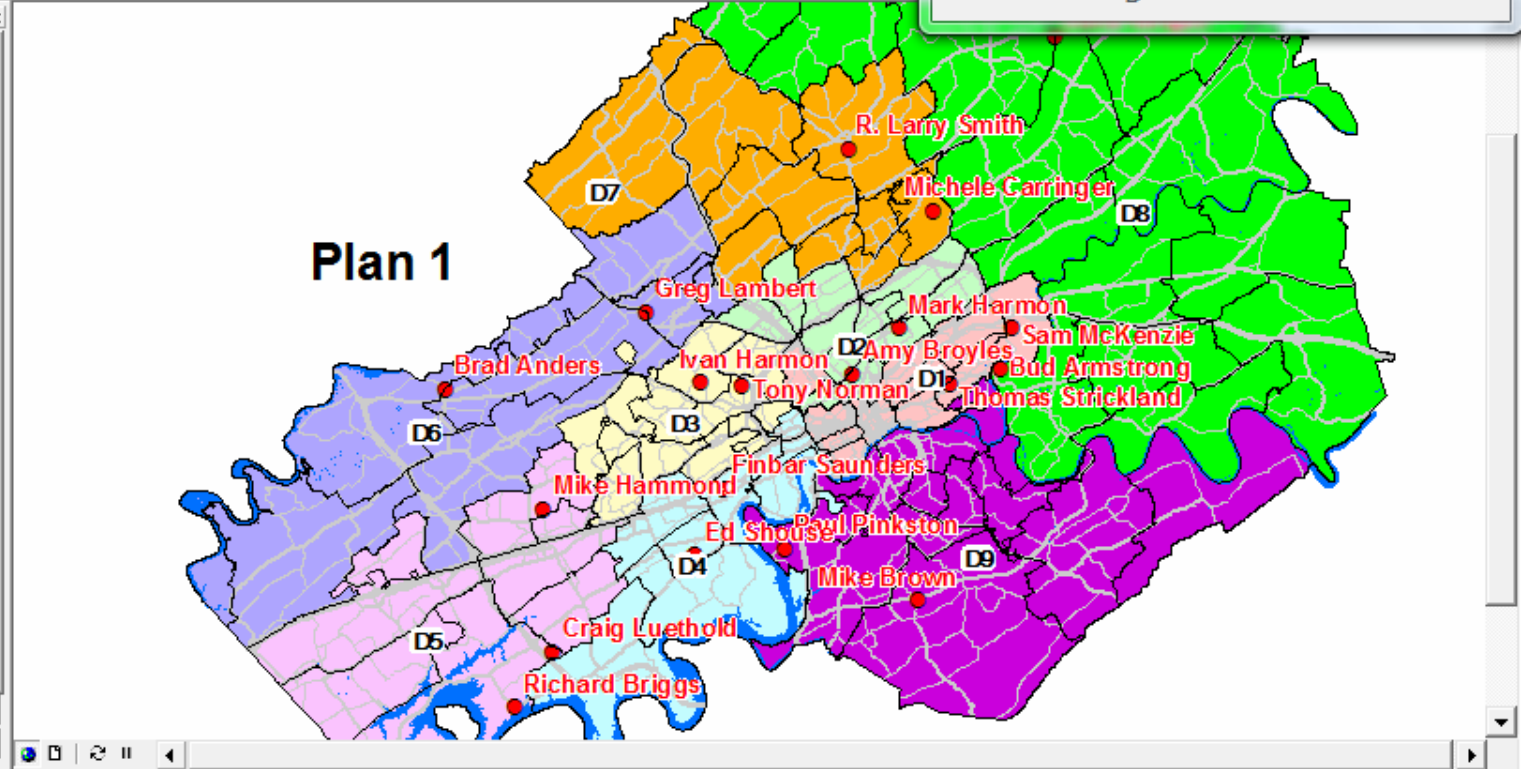 R. Larry Smith
Michele Carringer
D7
D8
Plan 1
Greg Lambert
Mark Harmon
Sam McKenzie
Ivan Harmon
D2
Amy Broyles
Brad Anders
Bud Armstrong
D1
Tony Norman
Thomas Strickland
D3
D6
Finbar Saunders
Mike Hammond
Ed Shouse
Paul Pinkston
D4
D9
Mike Brown
Craig Luethold
D5
Richard Briggs